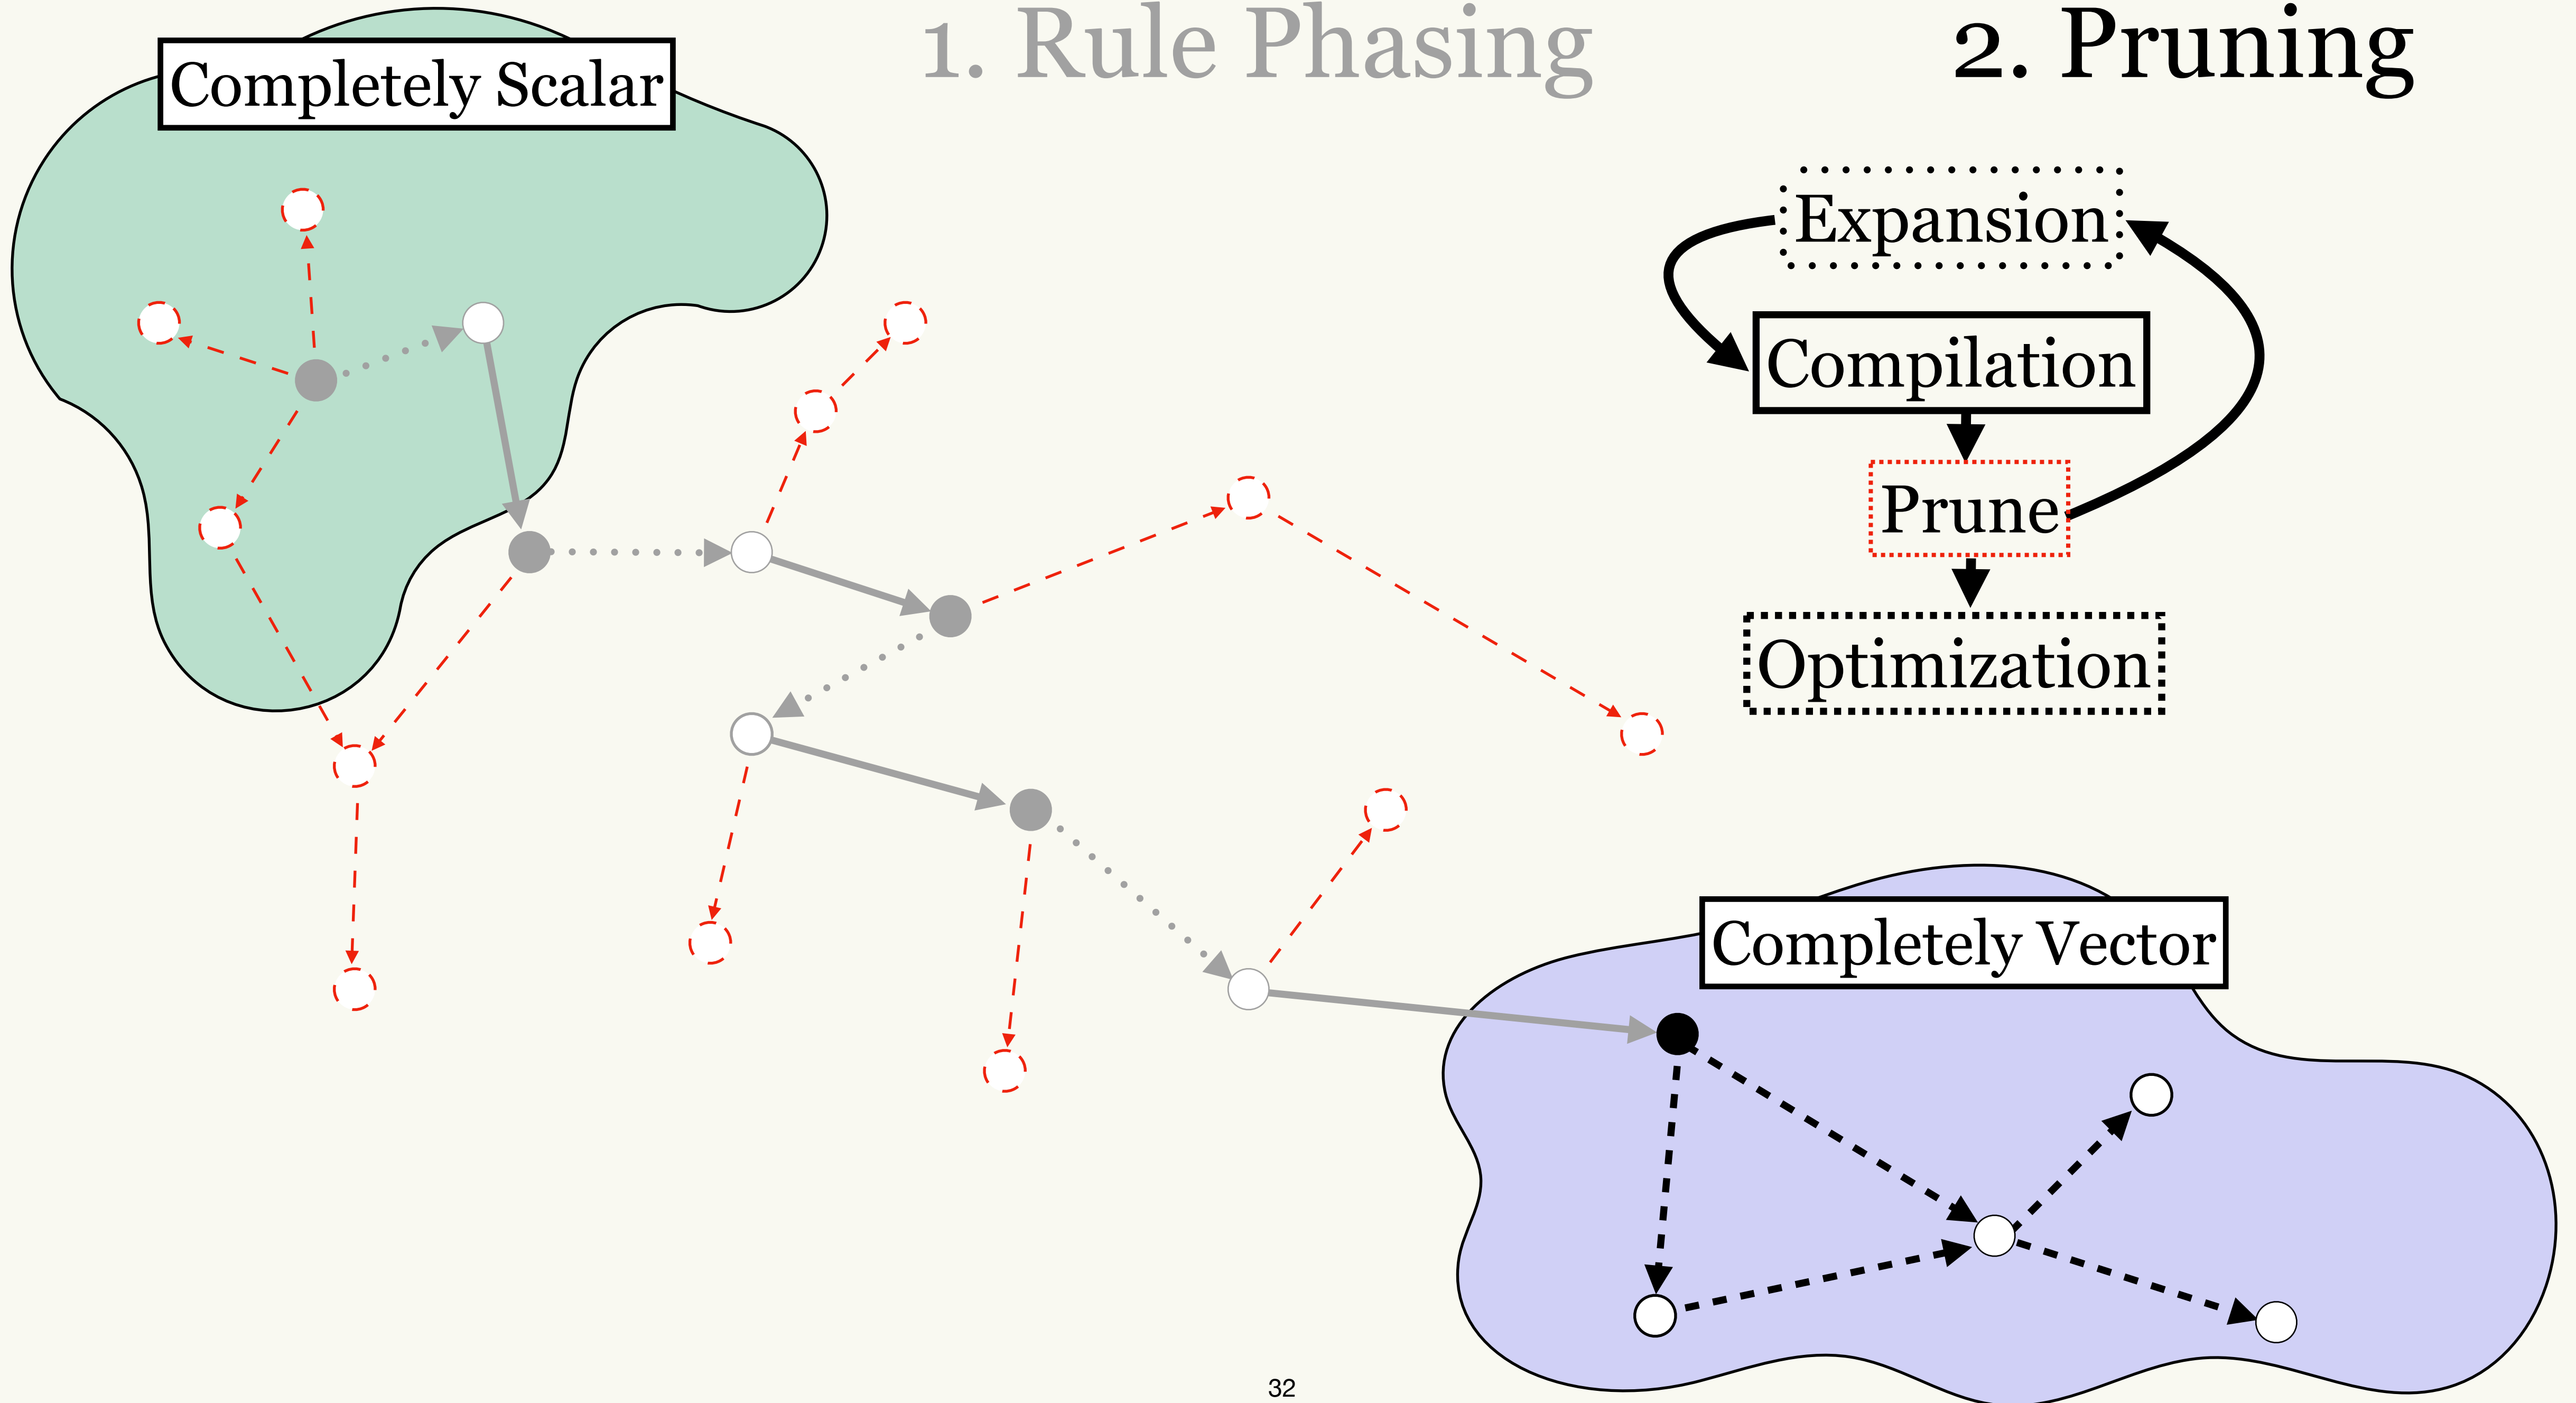 1. Rule Phasing
2. Pruning
Completely Scalar
Expansion
Compilation
Prune
Optimization
Completely Vector
32